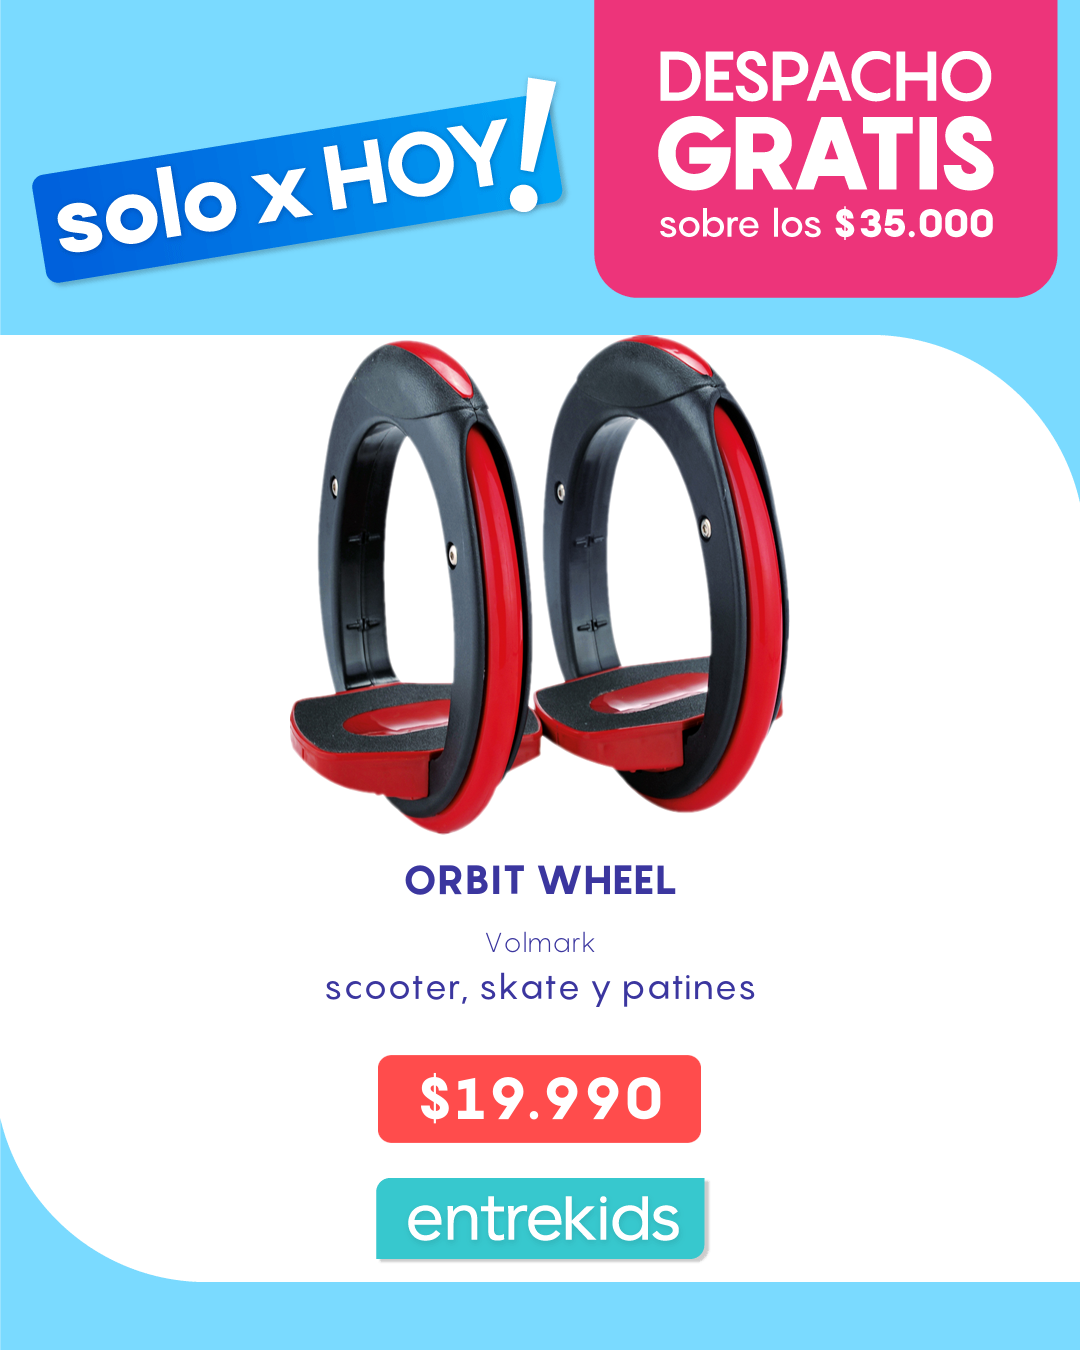 solo x HOY!
DESPACHO
GRATIS
sobre los $35.000
ORBIT WHEEL
Volmark
scooter, skate y patines
$19.990
entrekids